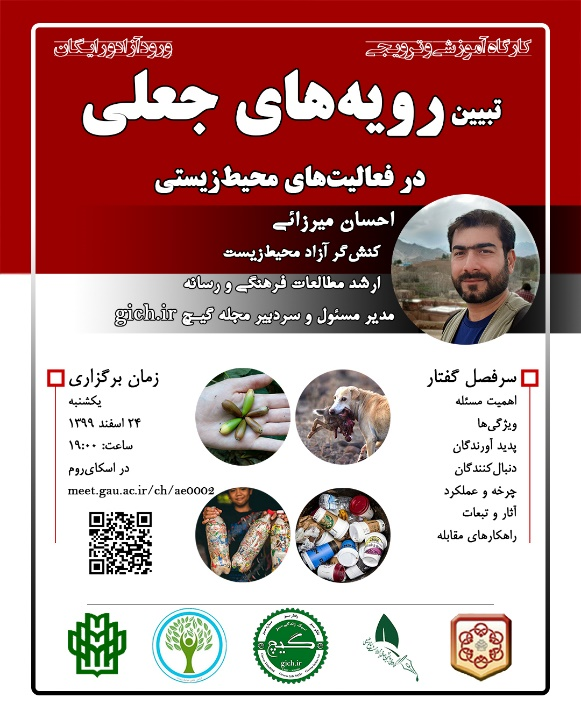 کارگاه آموزشی و ترویجی
ورود آزاد و رایگان
تبیین رویه‌های جعلی
در فعالیت‌های محیط‌زیستی
احسان میرزائی
کنش‌گر آزاد محیط‌زیست
ارشد مطالعات فرهنگی و رسانه
مدیر مسئول و سردبیر مجله گیـچ gich.ir
سرفصل گفتار
اهمیت مسئله
ویژگی‌ها
پدید آورندگان
دنبال‌کنندگان
چرخه و عملکرد
آثار و تبعات
راهکارهای مقابله
زمان برگزاری
یکشنبه
۲۴ اسفند ۱۳۹۹
ساعت: ۱۹:۰۰
در اسکای‌روم
meet.gau.ac.ir/ch/ae0002
گیـچ
gich.ir